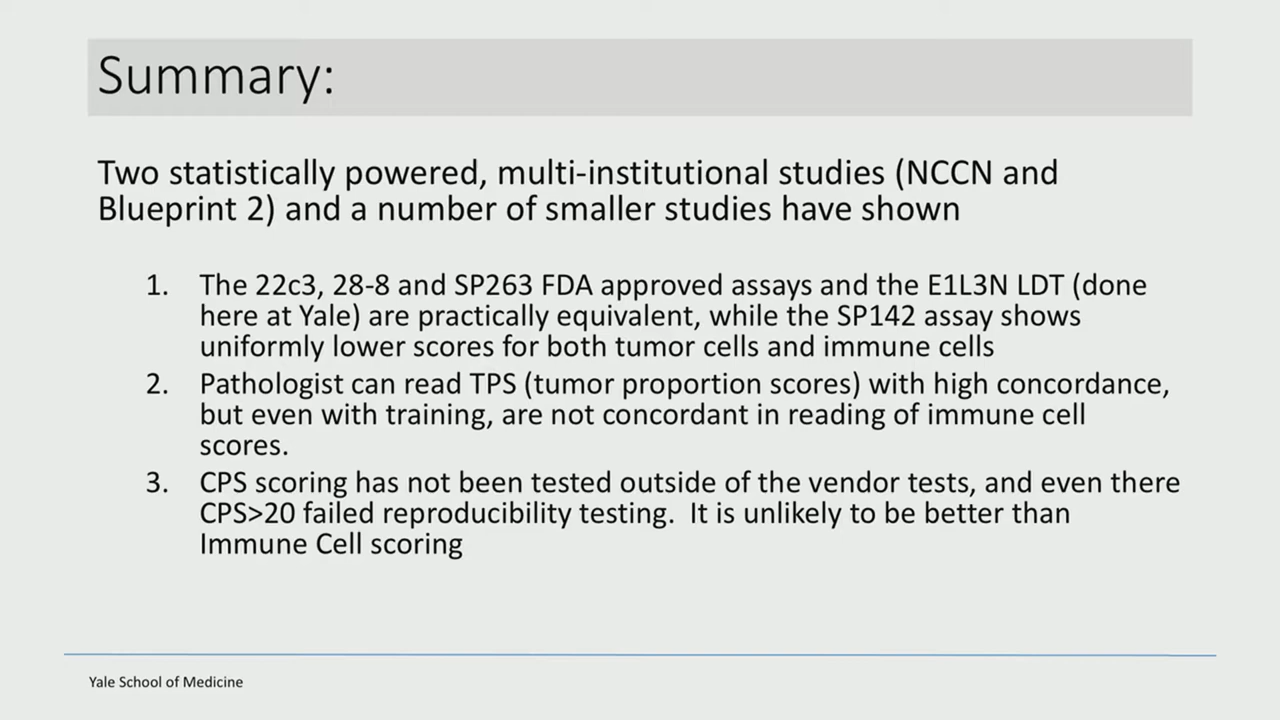 Summary:
Two statistically powered, multi-institutional studies (NCCN and
Blueprint 2) and a number of smaller studies have shown
1. The 22c3, 28-8 and SP263 FDA approved assays and the E1L3N LDT (done
here at Yale) are practically equivalent, while the SP142 assay shows
uniformly lower scores for both tumor cells and immune cells
2. Pathologist can read TPS (tumor proportion scores) with high concordance,
but even with training, are not concordant in reading of immune cell
scores.
3. CPS scoring has not been tested outside of the vendor tests, and even there
CPS>20 failed reproducibility testing.  It is unlikely to be better than
Immune Cell scoring
Yale School of Medicine